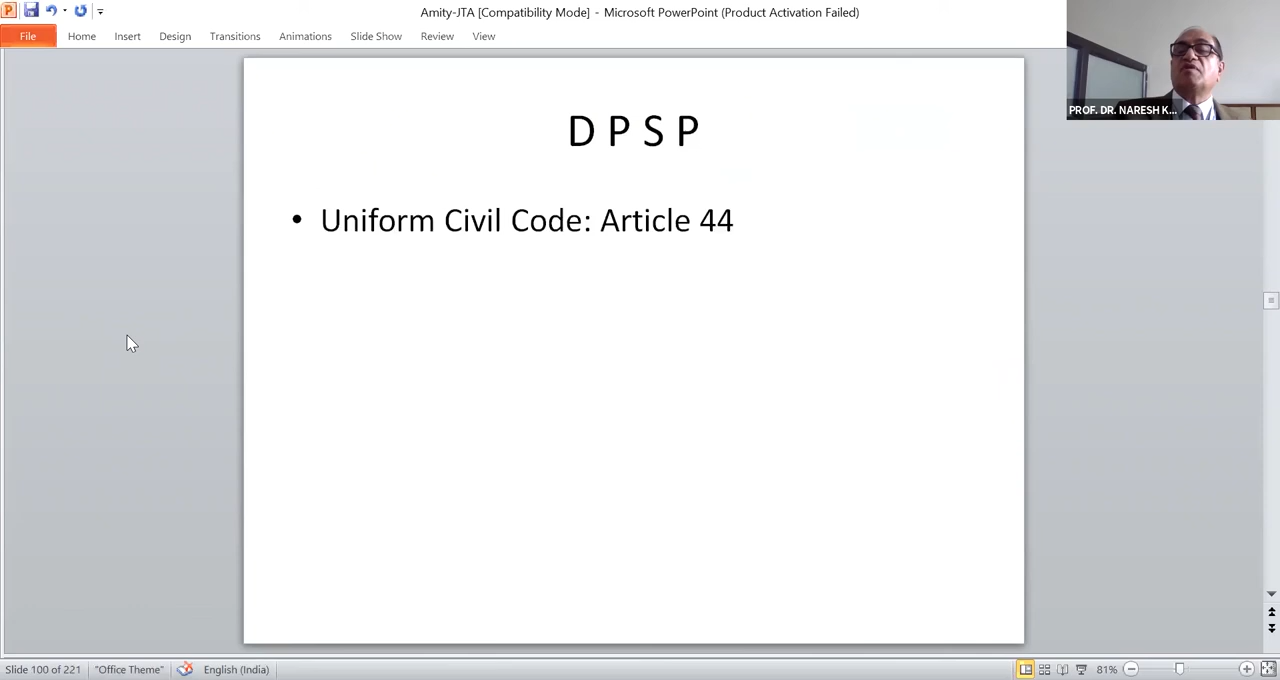 Amity-JTA [Compatibility Mode] - Microsoft PowerPoint (Product Activation Failed)
File Home Insert Design Transitions Animations Slide Show Review View
PROF. DR. NARESH K...
D P S P
• Uniform Civil Code: Article 44
Slide 100 of 221 "Office Theme" English (India) 81%